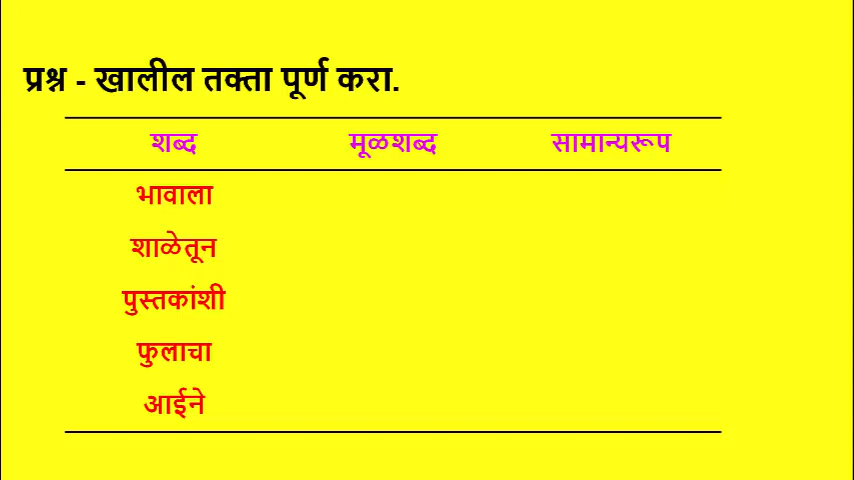 प्रश्न - खालील तक्ता पूर्ण करा.
शब्द मूळशब्द सामान्यरूप
भावाला
शाळेतून
पुस्तकांशी
फुलाचा
आईने